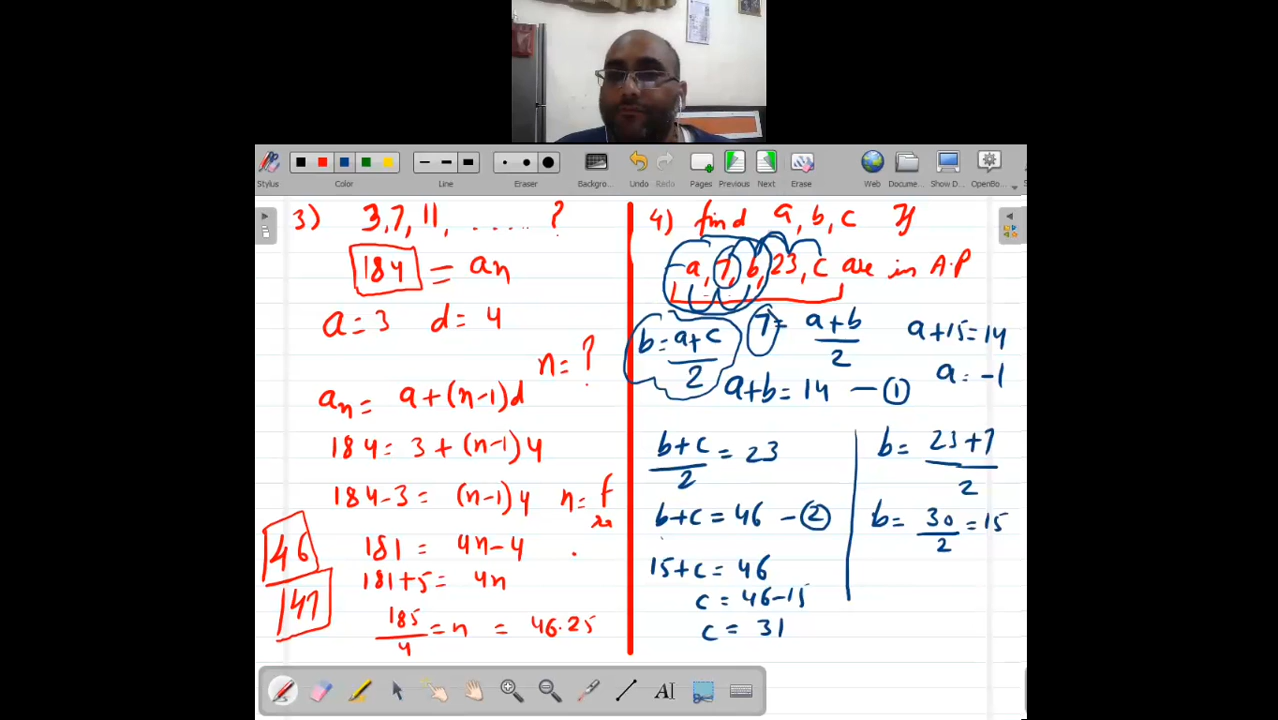 Stylus
Color
Line
Eraser
Backgro...
Undo
Redo
Pages
Previous
Next
Erase
Web
Docume...
Show D...
OpenBo...
3) 3,7,11, ...... ?
184 = an
a = 3 d = 4
n = ?
an = a+(n-1)d
184 = 3 + (n-1)4
184-3 = (n-1)4
181 = 4n-4
181+5 = 4n
185/4 = n = 46.25
46
147
4) find a, b, c If
a, 7, b, 23, c are in A.P
b = a+c/2
7 = a+b/2
a+b = 14 — ①
a+15 = 14
a = -1
b+c/2 = 23
b+c = 46 — ②
15+c = 46
c = 46-15
c = 31
b = 23+7/2
b = 30/2 = 15